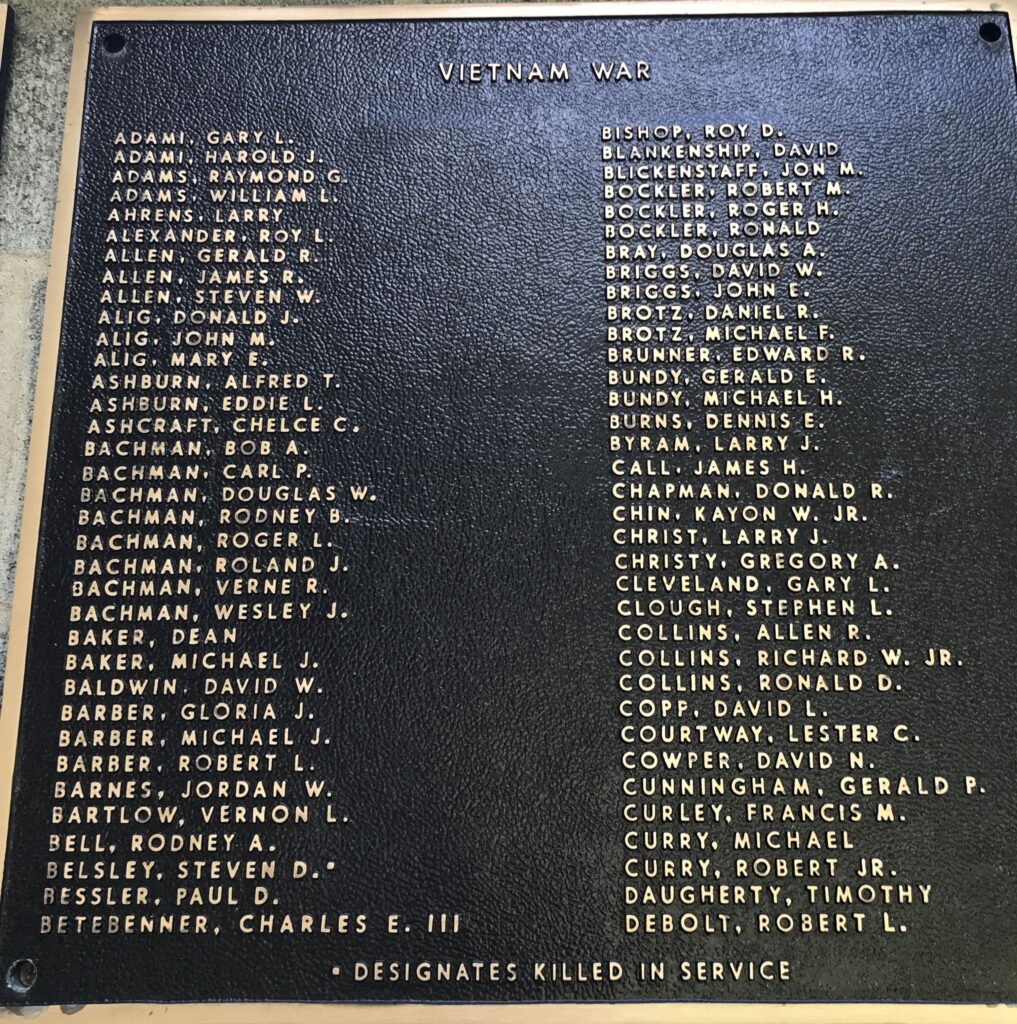 VIETNAM WAR
ADAMI, GARY L.
ADAMI, HAROLD J.
ADAMS, RAYMOND G.
ADAMS, WILLIAM L.
AHRENS, LARRY
ALEXANDER, ROY L.
ALLEN, GERALD R.
ALLEN, JAMES R.
ALLEN, STEVEN W.
ALIG, DONALD J.
ALIG, JOHN M.
ALIG, MARY E.
ASHBURN, ALFRED T.
ASHBURN, EDDIE L.
ASHCRAFT, CHELCE C.
BACHMAN, BOB A.
BACHMAN, CARL P.
BACHMAN, DOUGLAS W.
BACHMAN, RODNEY B.
BACHMAN, ROGER L.
BACHMAN, ROLAND J.
BACHMAN, VERNE R.
BACHMAN, WESLEY J.
BAKER, DEAN
BAKER, MICHAEL J.
BALDWIN, DAVID W.
BARBER, GLORIA J.
BARBER, MICHAEL J.
BARBER, ROBERT L.
BARNES, JORDAN W.
BARTLOW, VERNON L.
BELL, RODNEY A.
BELSLEY, STEVEN D.*
BESSLER, PAUL D.
BETEBENNER, CHARLES E. III
BISHOP, ROY D.
BLANKENSHIP, DAVID
BLICKENSTAFF, JON M.
BOCKLER, ROBERT M.
BOCKLER, ROGER H.
BOCKLER, RONALD
BRAY, DOUGLAS A.
BRIGGS, DAVID W.
BRIGGS, JOHN E.
BROTZ, DANIEL R.
BROTZ, MICHAEL F.
BRUNNER, EDWARD R.
BUNDY, GERALD E.
BUNDY, MICHAEL H.
BURNS, DENNIS E.
BYRAM, LARRY J.
CALL, JAMES H.
CHAPMAN, DONALD R.
CHIN, KAYON W. JR.
CHRIST, LARRY J.
CHRISTY, GREGORY A.
CLEVELAND, GARY L.
CLOUGH, STEPHEN L.
COLLINS, ALLEN R.
COLLINS, RICHARD W. JR.
COLLINS, RONALD D.
COPP, DAVID L.
COURTWAY, LESTER C.
COWPER, DAVID N.
CUNNINGHAM, GERALD P.
CURLEY, FRANCIS M.
CURRY, MICHAEL
CURRY, ROBERT JR.
DAUGHERTY, TIMOTHY
DEBOLT, ROBERT L.
* DESIGNATES KILLED IN SERVICE